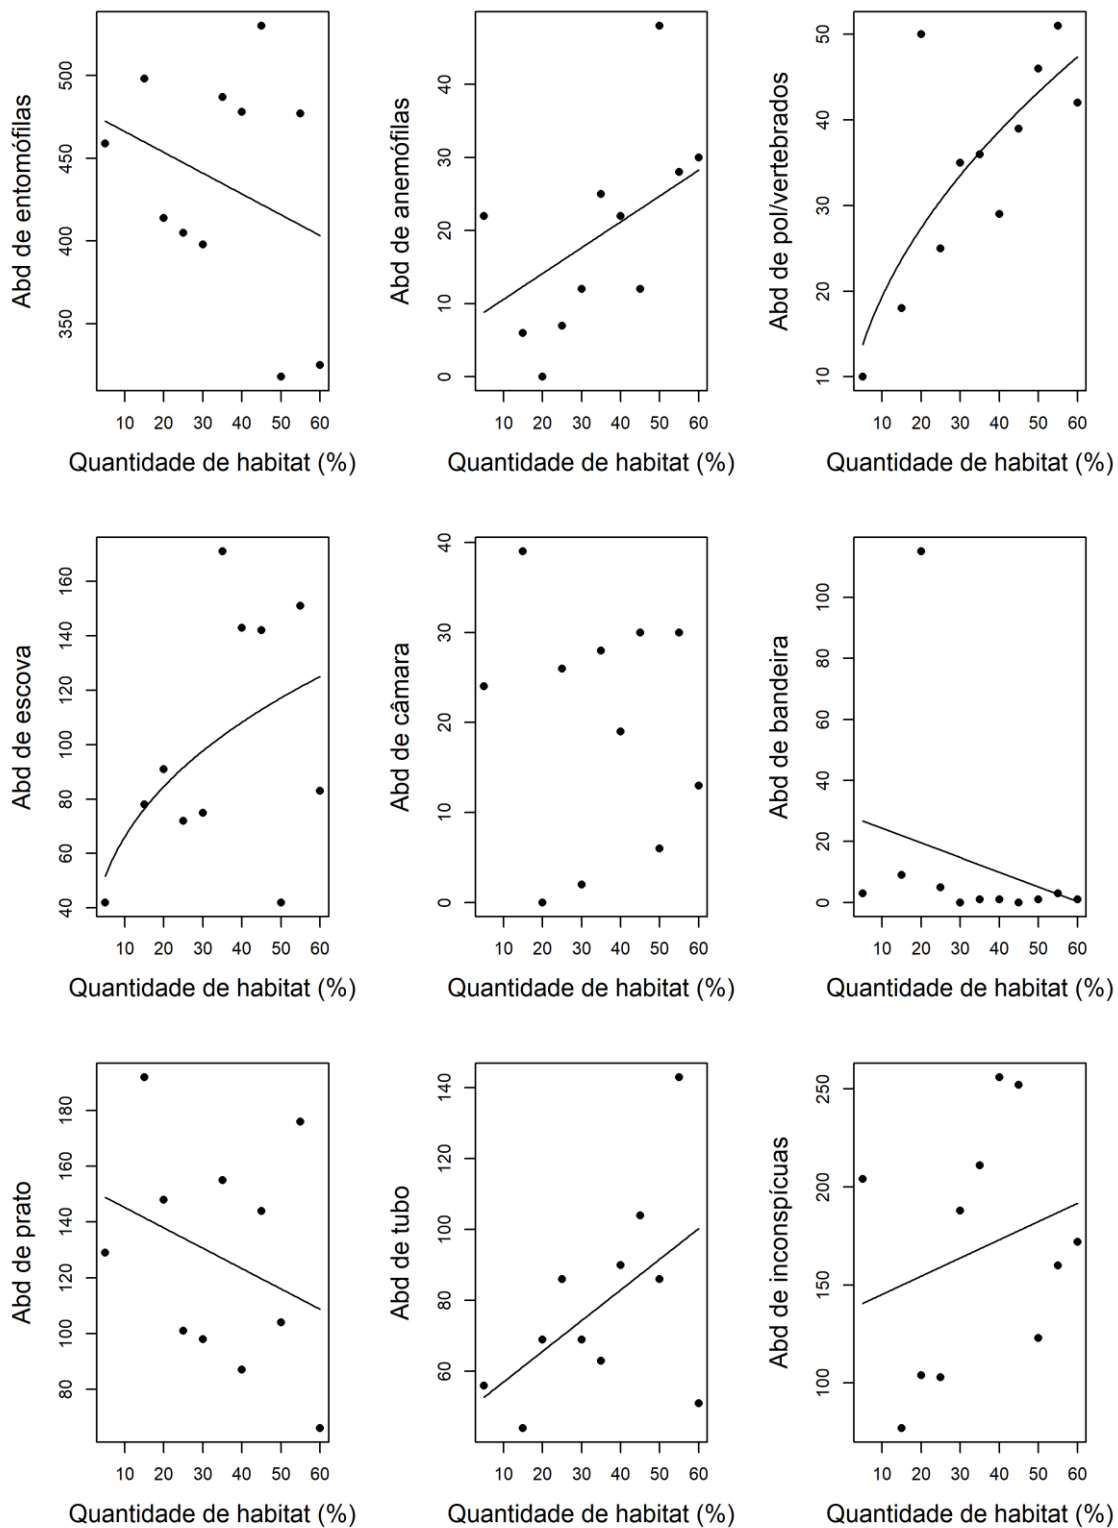 Abd de entomófilas
350 400 450 500
10 20 30 40 50 60
Quantidade de habitat (%)
Abd de anemófilas
0 10 20 30 40
10 20 30 40 50 60
Quantidade de habitat (%)
Abd de pol/vertebrados
10 20 30 40 50
10 20 30 40 50 60
Quantidade de habitat (%)
Abd de escova
40 60 80 100 120 140 160
10 20 30 40 50 60
Quantidade de habitat (%)
Abd de câmara
0 10 20 30 40
10 20 30 40 50 60
Quantidade de habitat (%)
Abd de bandeira
0 20 40 60 80 100
10 20 30 40 50 60
Quantidade de habitat (%)
Abd de prato
80 100 120 140 160 180
10 20 30 40 50 60
Quantidade de habitat (%)
Abd de tubo
60 80 100 120 140
10 20 30 40 50 60
Quantidade de habitat (%)
Abd de inconspícuas
100 150 200 250
10 20 30 40 50 60
Quantidade de habitat (%)